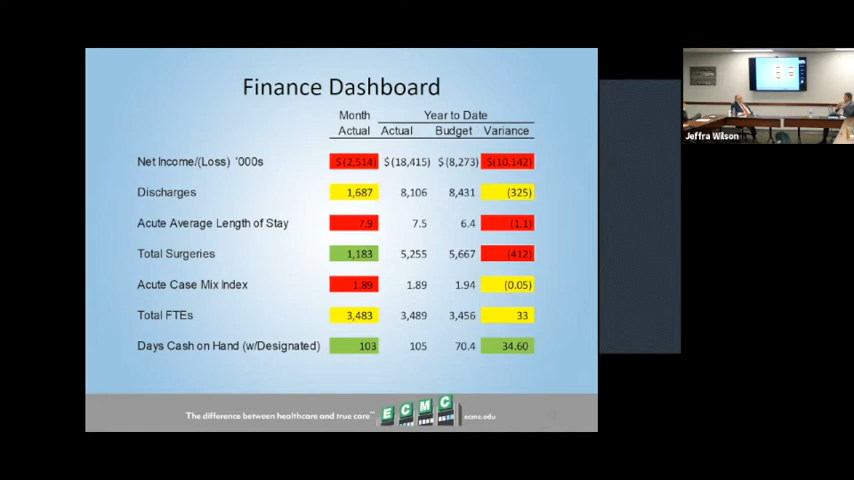 Finance Dashboard
Month Year to Date
Actual Actual Budget Variance
Net Income/(Loss) '000s $(2,514) $(18,415) $(8,273) $(10,142)
Discharges 1,687 8,106 8,431 (325)
Acute Average Length of Stay 7.9 7.5 6.4 (1.1)
Total Surgeries 1,183 5,255 5,667 (412)
Acute Case Mix Index 1.89 1.89 1.94 (0.05)
Total FTEs 3,483 3,489 3,456 33
Days Cash on Hand (w/Designated) 103 105 70.4 34.60
The difference between healthcare and true care™ ECMC ecmc.edu
Jeffra Wilson